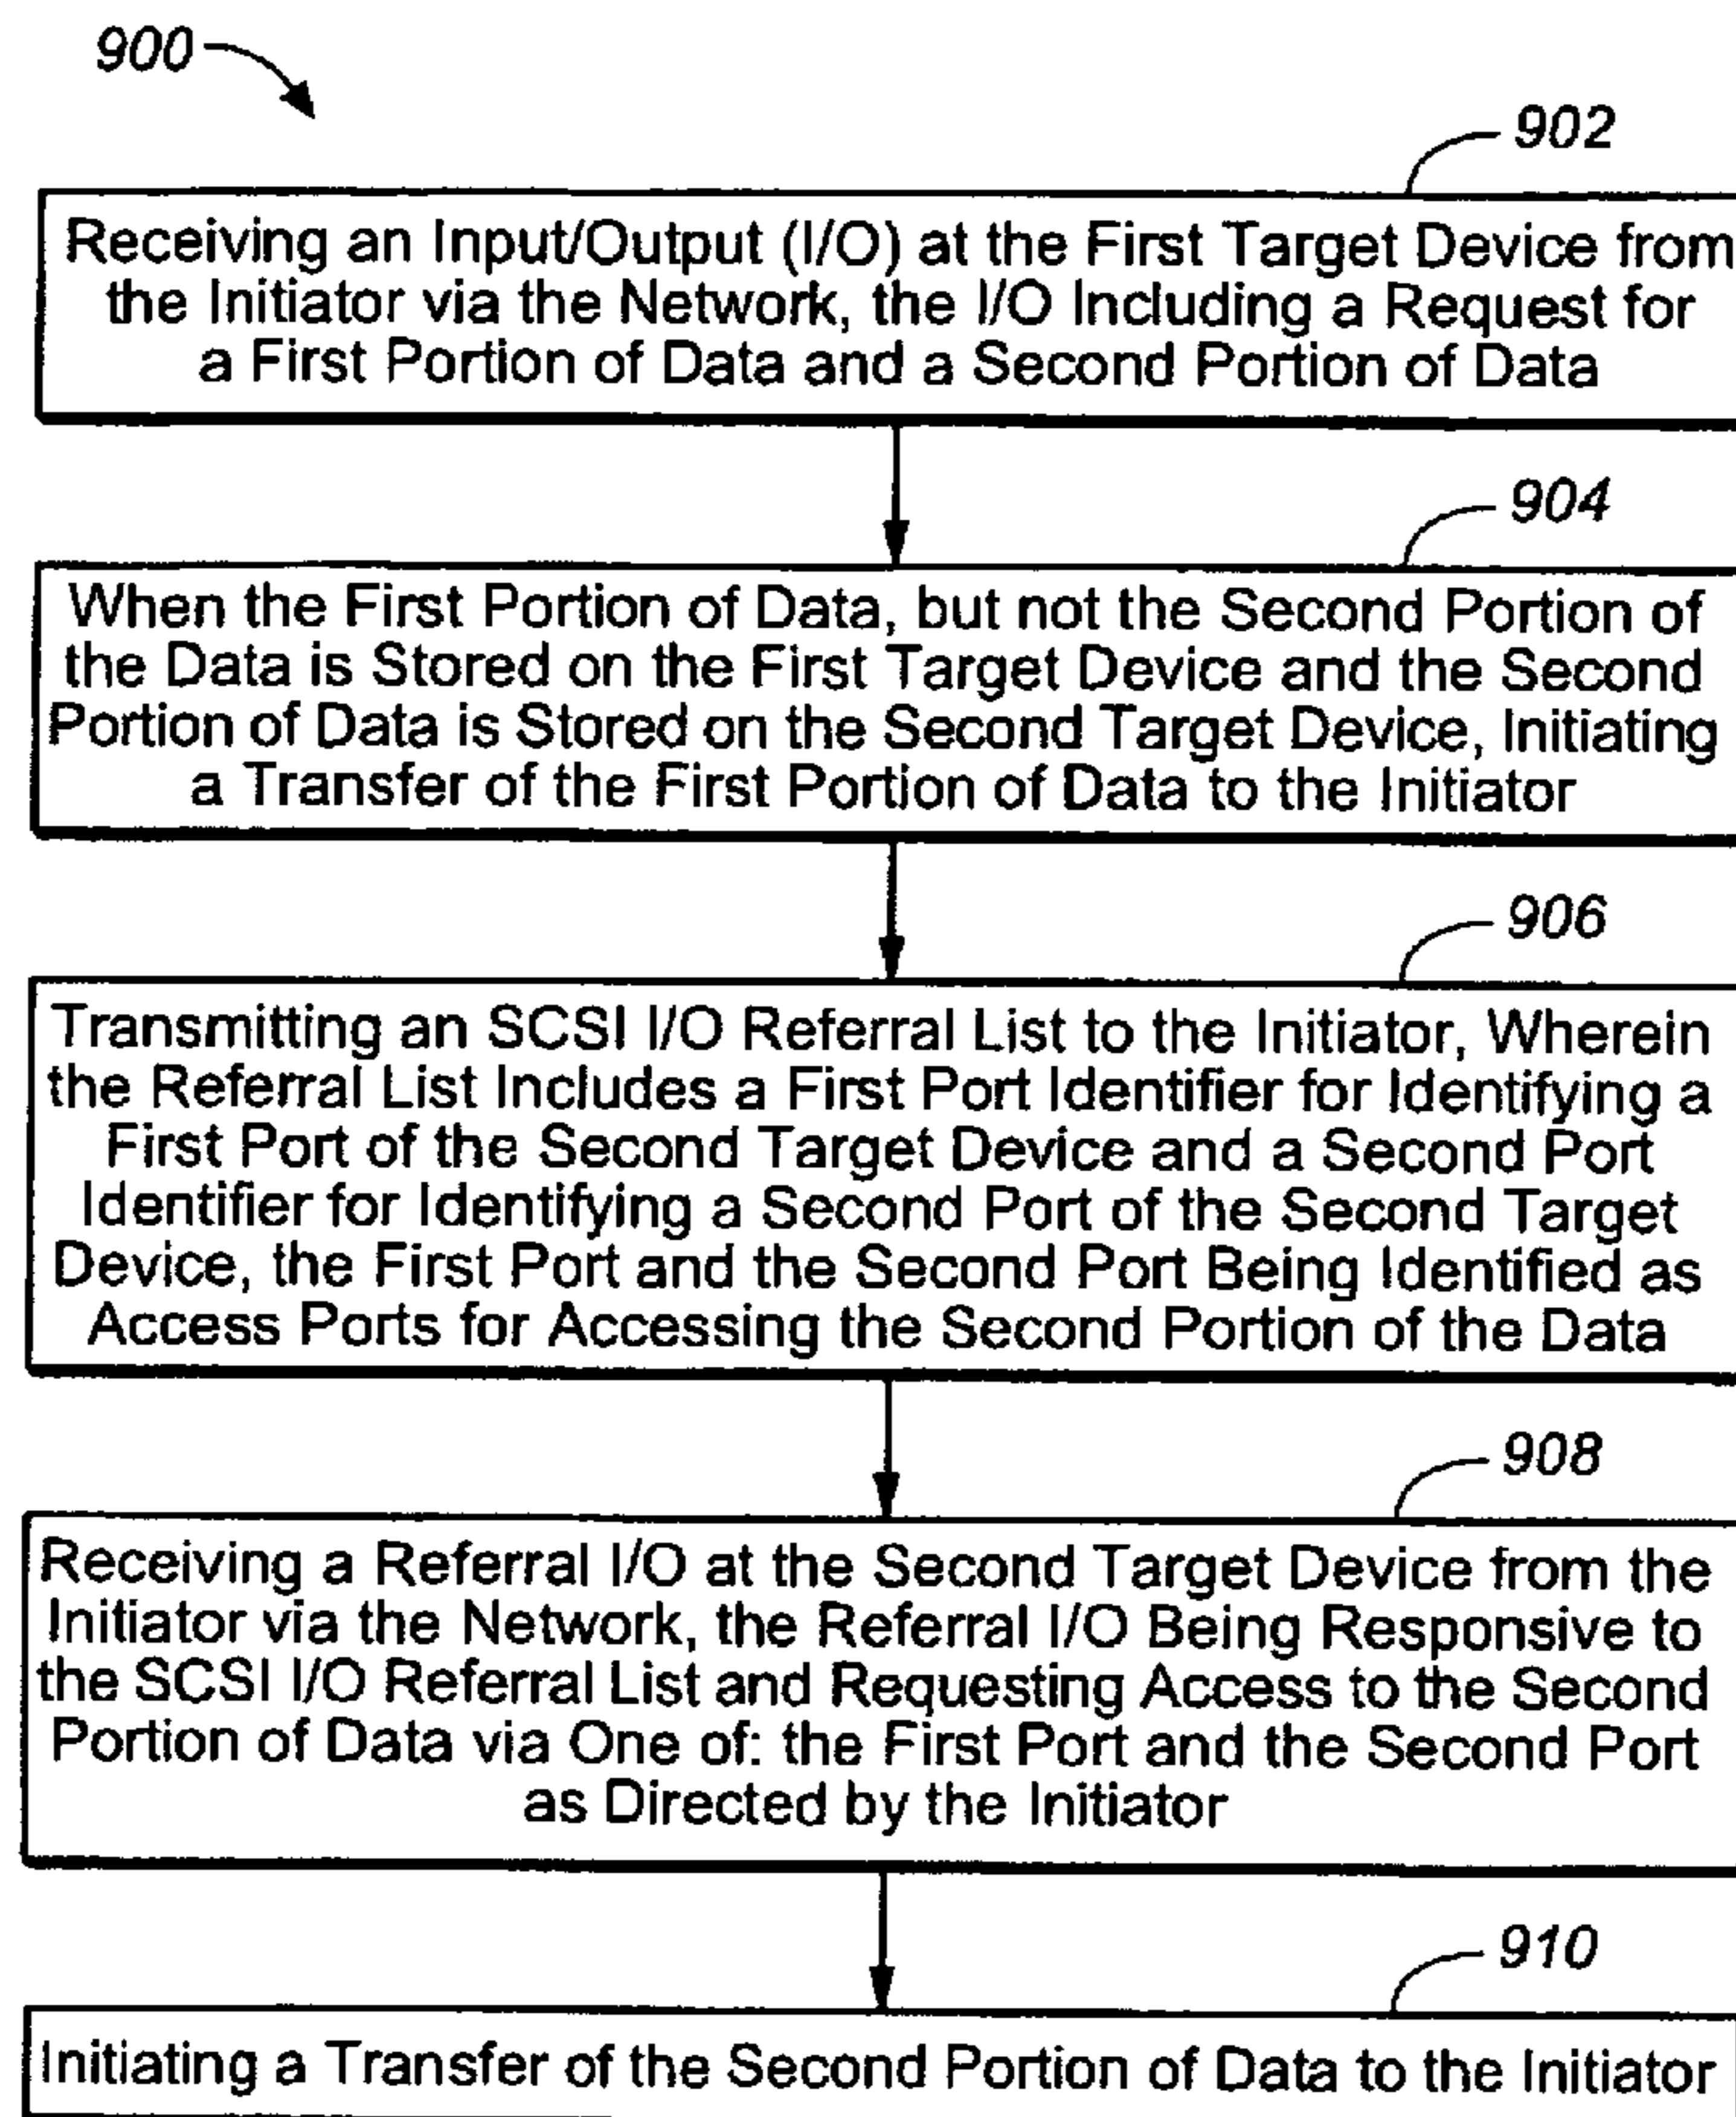 900
902
Receiving an Input/Output (I/O) at the First Target Device from
the Initiator via the Network, the I/O Including a Request for
a First Portion of Data and a Second Portion of Data
904
When the First Portion of Data, but not the Second Portion of
the Data is Stored on the First Target Device and the Second
Portion of Data is Stored on the Second Target Device, Initiating
a Transfer of the First Portion of Data to the Initiator
906
Transmitting an SCSI I/O Referral List to the Initiator, Wherein
the Referral List Includes a First Port Identifier for Identifying a
First Port of the Second Target Device and a Second Port
Identifier for Identifying a Second Port of the Second Target
Device, the First Port and the Second Port Being Identified as
Access Ports for Accessing the Second Portion of the Data
908
Receiving a Referral I/O at the Second Target Device from the
Initiator via the Network, the Referral I/O Being Responsive to
the SCSI I/O Referral List and Requesting Access to the Second
Portion of Data via One of: the First Port and the Second Port
as Directed by the Initiator
910
Initiating a Transfer of the Second Portion of Data to the Initiator